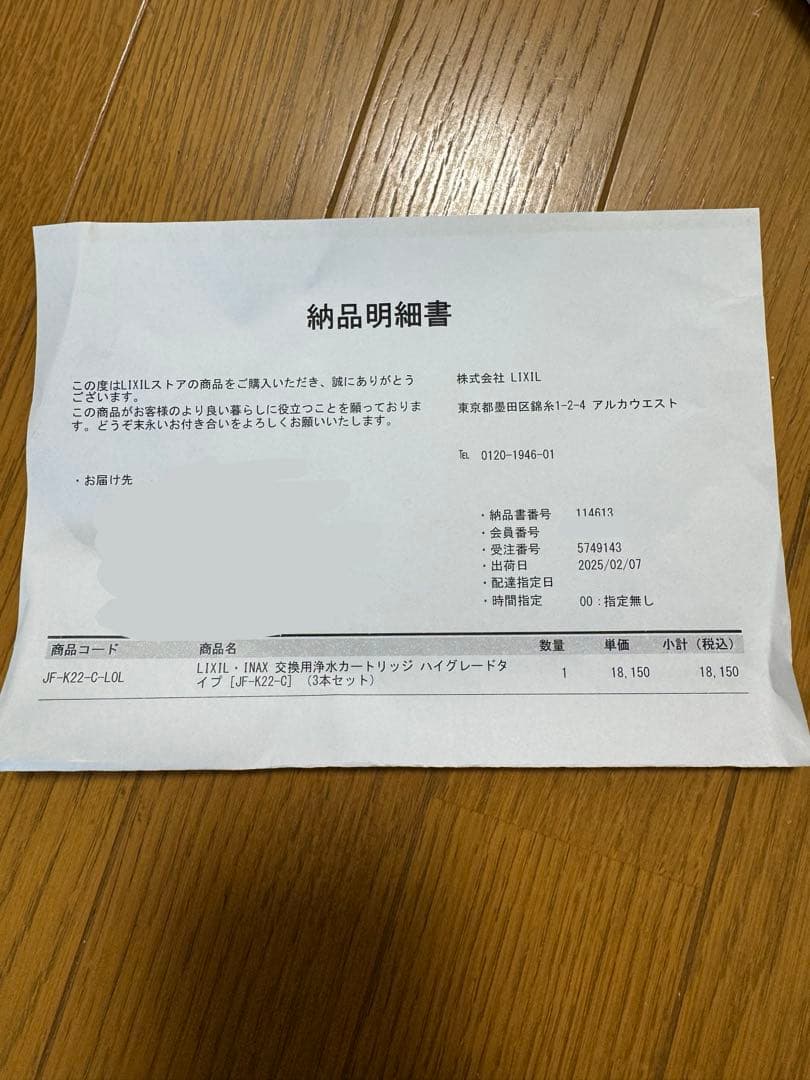 納品明細書
この度はLIXILストアの商品をご購入いただき、誠にありがとう
ございます。
この商品がお客様のより良い暮らしに役立つことを願っておりま
す。どうぞ末永いお付き合いをよろしくお願いいたします。
株式会社 LIXIL
東京都墨田区錦糸1-2-4 アルカウエスト
℡ 0120-1946-01
・お届け先
・納品書番号 114613
・会員番号
・受注番号 5749143
・出荷日 2025/02/07
・配達指定日
・時間指定 00:指定無し
商品コード 商品名 数量 単価 小計(税込)
JF-K22-C-LOL LIXIL・INAX 交換用浄水カートリッジ ハイグレードタ
イプ [JF-K22-C] (3本セット) 1 18,150 18,150